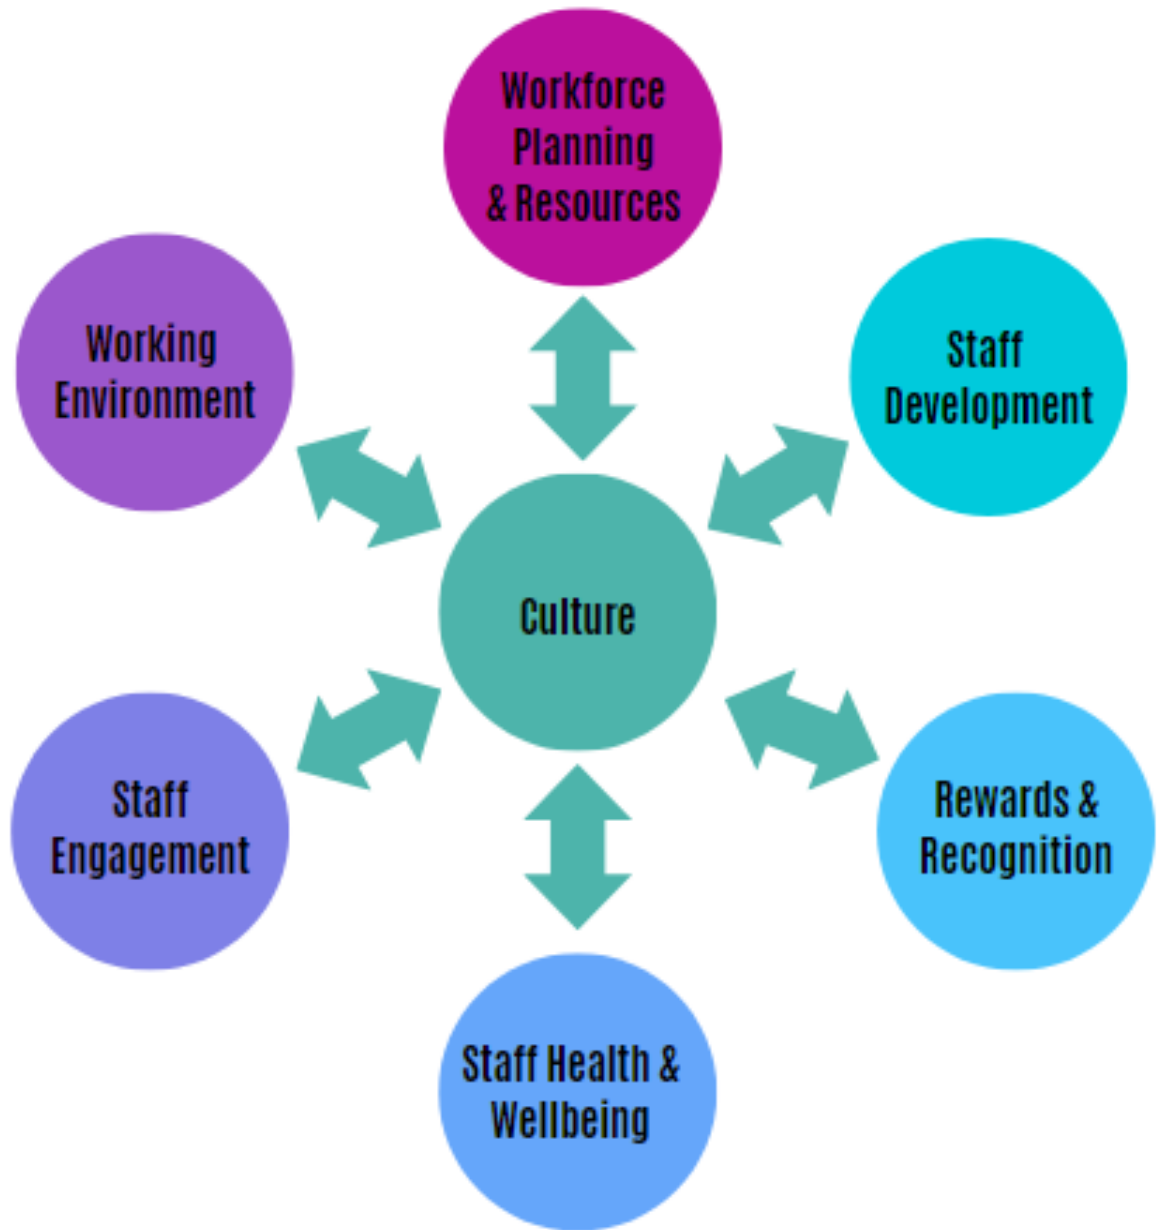 Workforce
Planning
& Resources
Working
Environment
Staff
Development
Culture
Staff
Engagement
Rewards &
Recognition
Staff Health &
Wellbeing